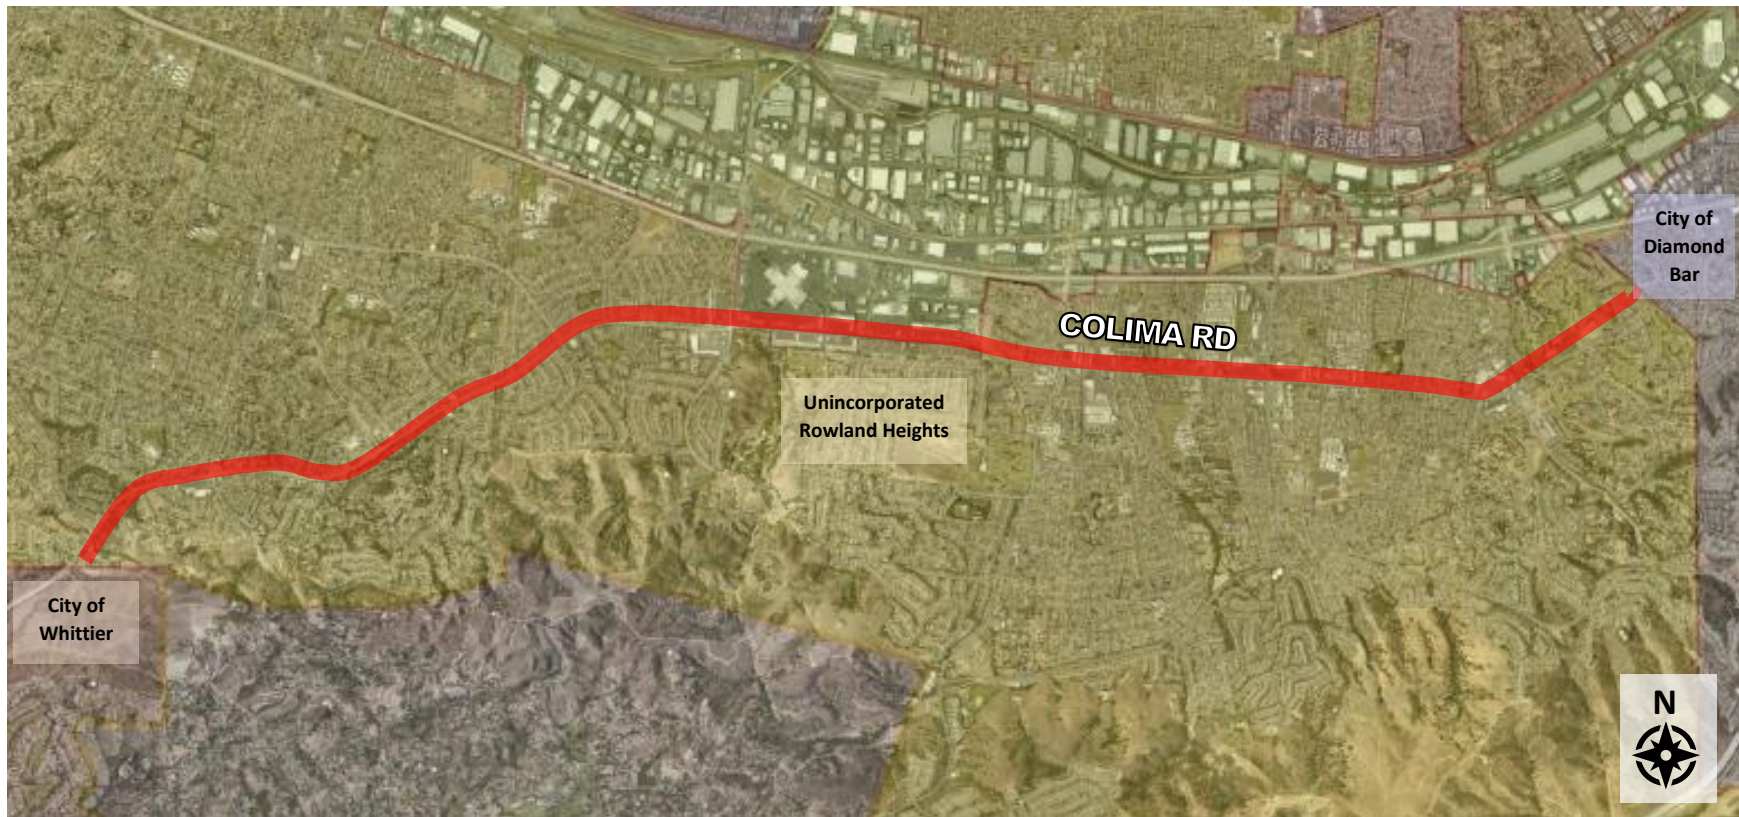 City of
Diamond
Bar
COLIMA RD
Unincorporated
Rowland Heights
City of
Whittier
N